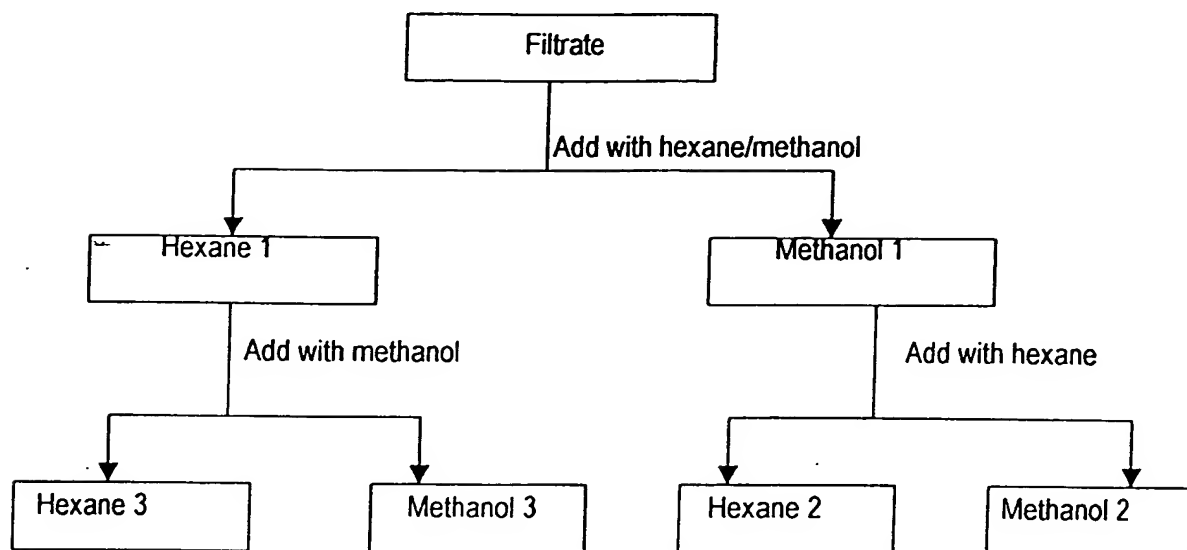 Filtrate
Add with hexane/methanol
Hexane 1
Methanol 1
Add with methanol
Add with hexane
Hexane 3
Methanol 3
Hexane 2
Methanol 2